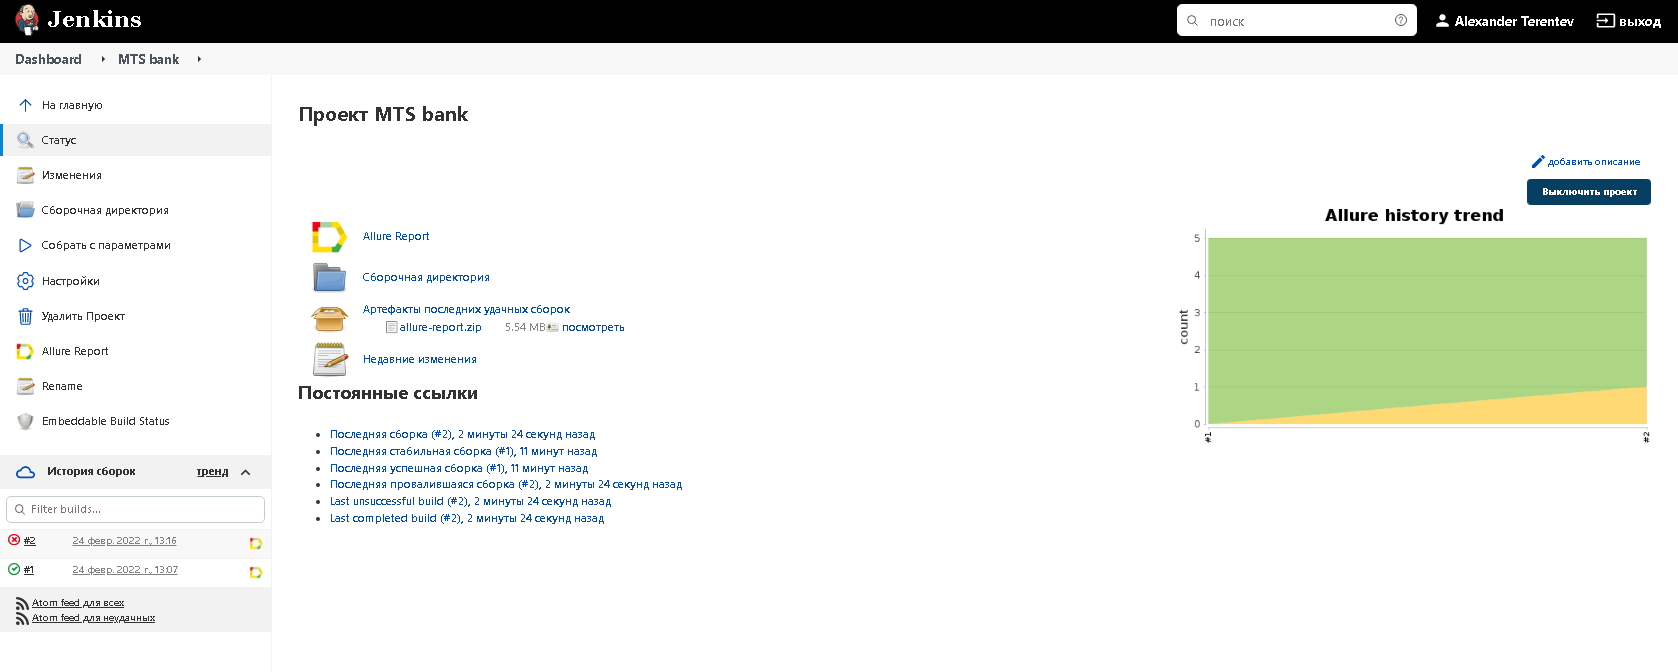 Jenkins
поиск
Alexander Terentev
выход
Dashboard
MTS bank
На главную
Статус
Изменения
Сборочная директория
Собрать с параметрами
Настройки
Удалить Проект
Allure Report
Rename
Embeddable Build Status
История сборок
тренд
Filter builds...
#2
24 февр. 2022 г., 13:16
#1
24 февр. 2022 г., 13:07
Atom feed для всех
Atom feed для неудачных
Проект MTS bank
добавить описание
Выключить проект
Allure Report
Сборочная директория
Артефакты последних удачных сборок
allure-report.zip 5.54 MB посмотреть
Недавние изменения
Постоянные ссылки
Последняя сборка (#2), 2 минуты 24 секунд назад
Последняя стабильная сборка (#1), 11 минут назад
Последняя успешная сборка (#1), 11 минут назад
Последняя провалившаяся сборка (#2), 2 минуты 24 секунд назад
Last unsuccessful build (#2), 2 минуты 24 секунд назад
Last completed build (#2), 2 минуты 24 секунд назад
Allure history trend
count
5
4
3
2
1
0
#1
#2